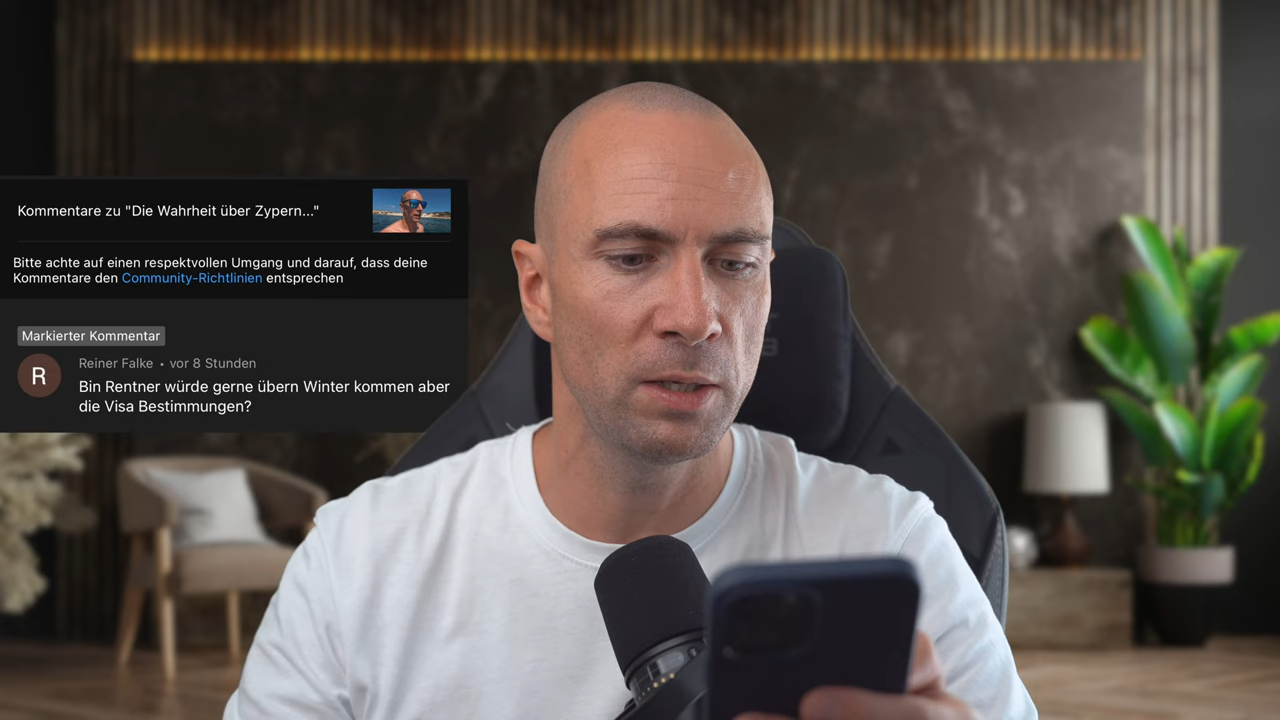 Kommentare zu "Die Wahrheit über Zypern..."
Bitte achte auf einen respektvollen Umgang und darauf, dass deine
Kommentare den Community-Richtlinien entsprechen
Markierter Kommentar
R
Reiner Falke • vor 8 Stunden
Bin Rentner würde gerne übern Winter kommen aber
die Visa Bestimmungen?